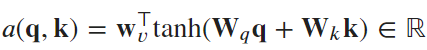 a(q, k) = w_v^⊤ tanh(W_q q + W_k k) ∈ ℝ